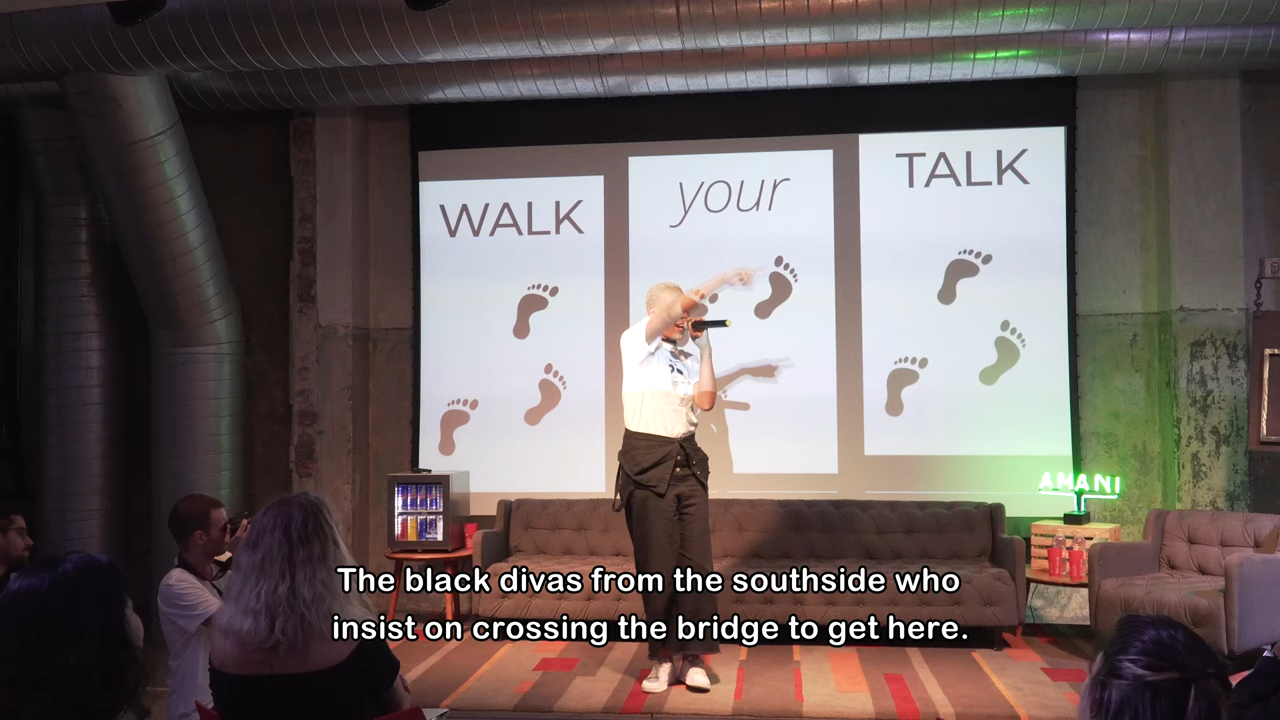 WALK
your
TALK
AMANI
The black divas from the southside who
insist on crossing the bridge to get here.